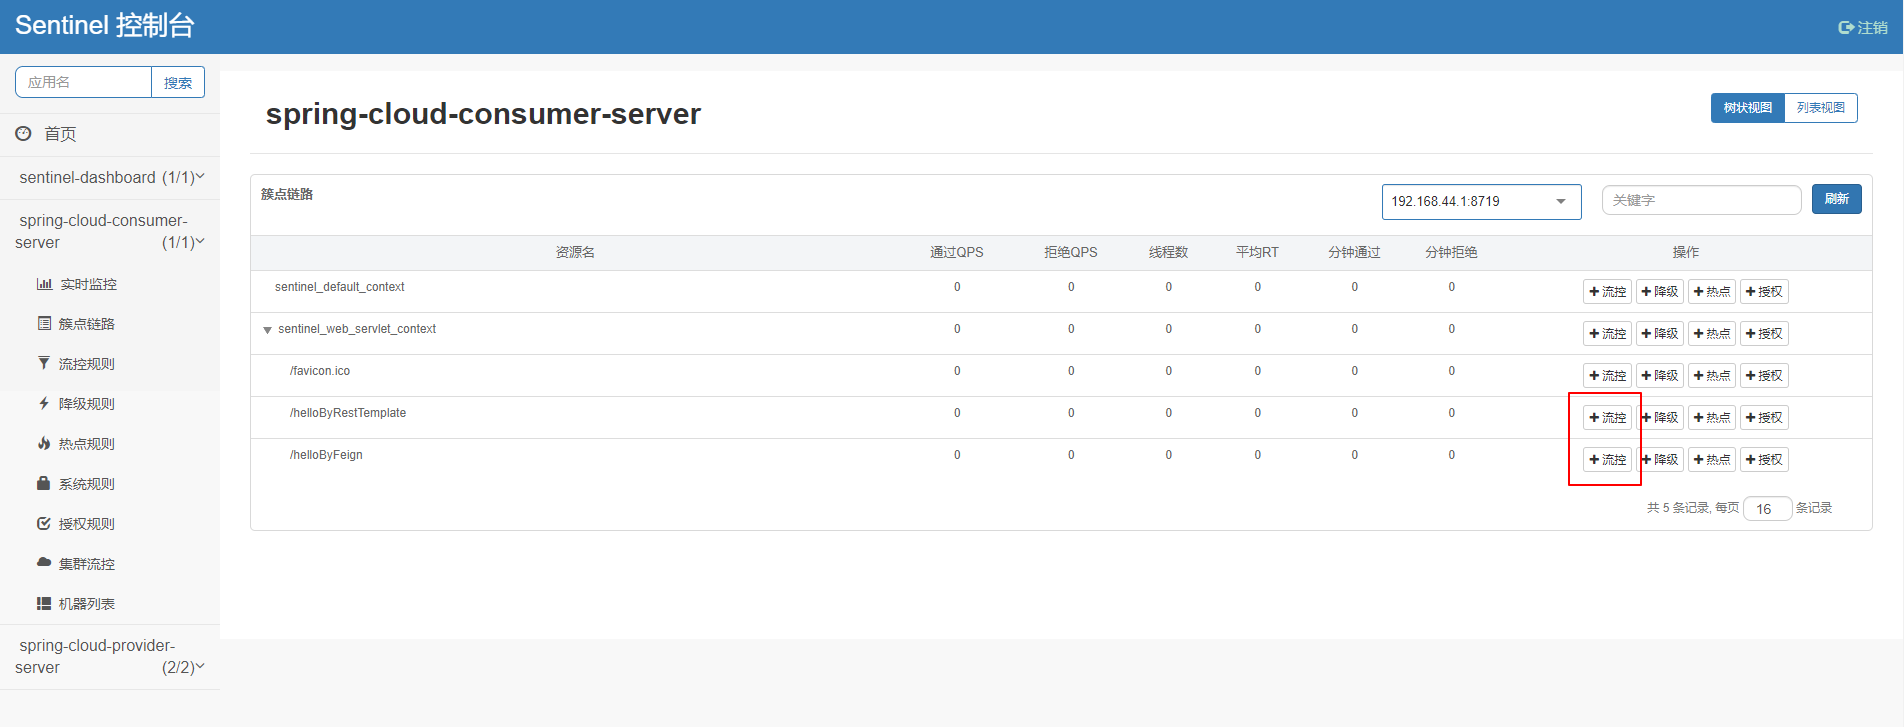 Sentinel 控制台
注销
应用名
搜索
首页
sentinel-dashboard (1/1)
spring-cloud-consumer-
server (1/1)
实时监控
簇点链路
流控规则
降级规则
热点规则
系统规则
授权规则
集群流控
机器列表
spring-cloud-provider-
server (2/2)
spring-cloud-consumer-server
树状视图 列表视图
簇点链路
192.168.44.1:8719
关键字
刷新
资源名 通过QPS 拒绝QPS 线程数 平均RT 分钟通过 分钟拒绝 操作
sentinel_default_context 0 0 0 0 0 0 流控 降级 热点 授权
sentinel_web_servlet_context 0 0 0 0 0 0 流控 降级 热点 授权
/favicon.ico 0 0 0 0 0 0 流控 降级 热点 授权
/helloByRestTemplate 0 0 0 0 0 0 流控 降级 热点 授权
/helloByFeign 0 0 0 0 0 0 流控 降级 热点 授权
共 5 条记录, 每页 16 条记录